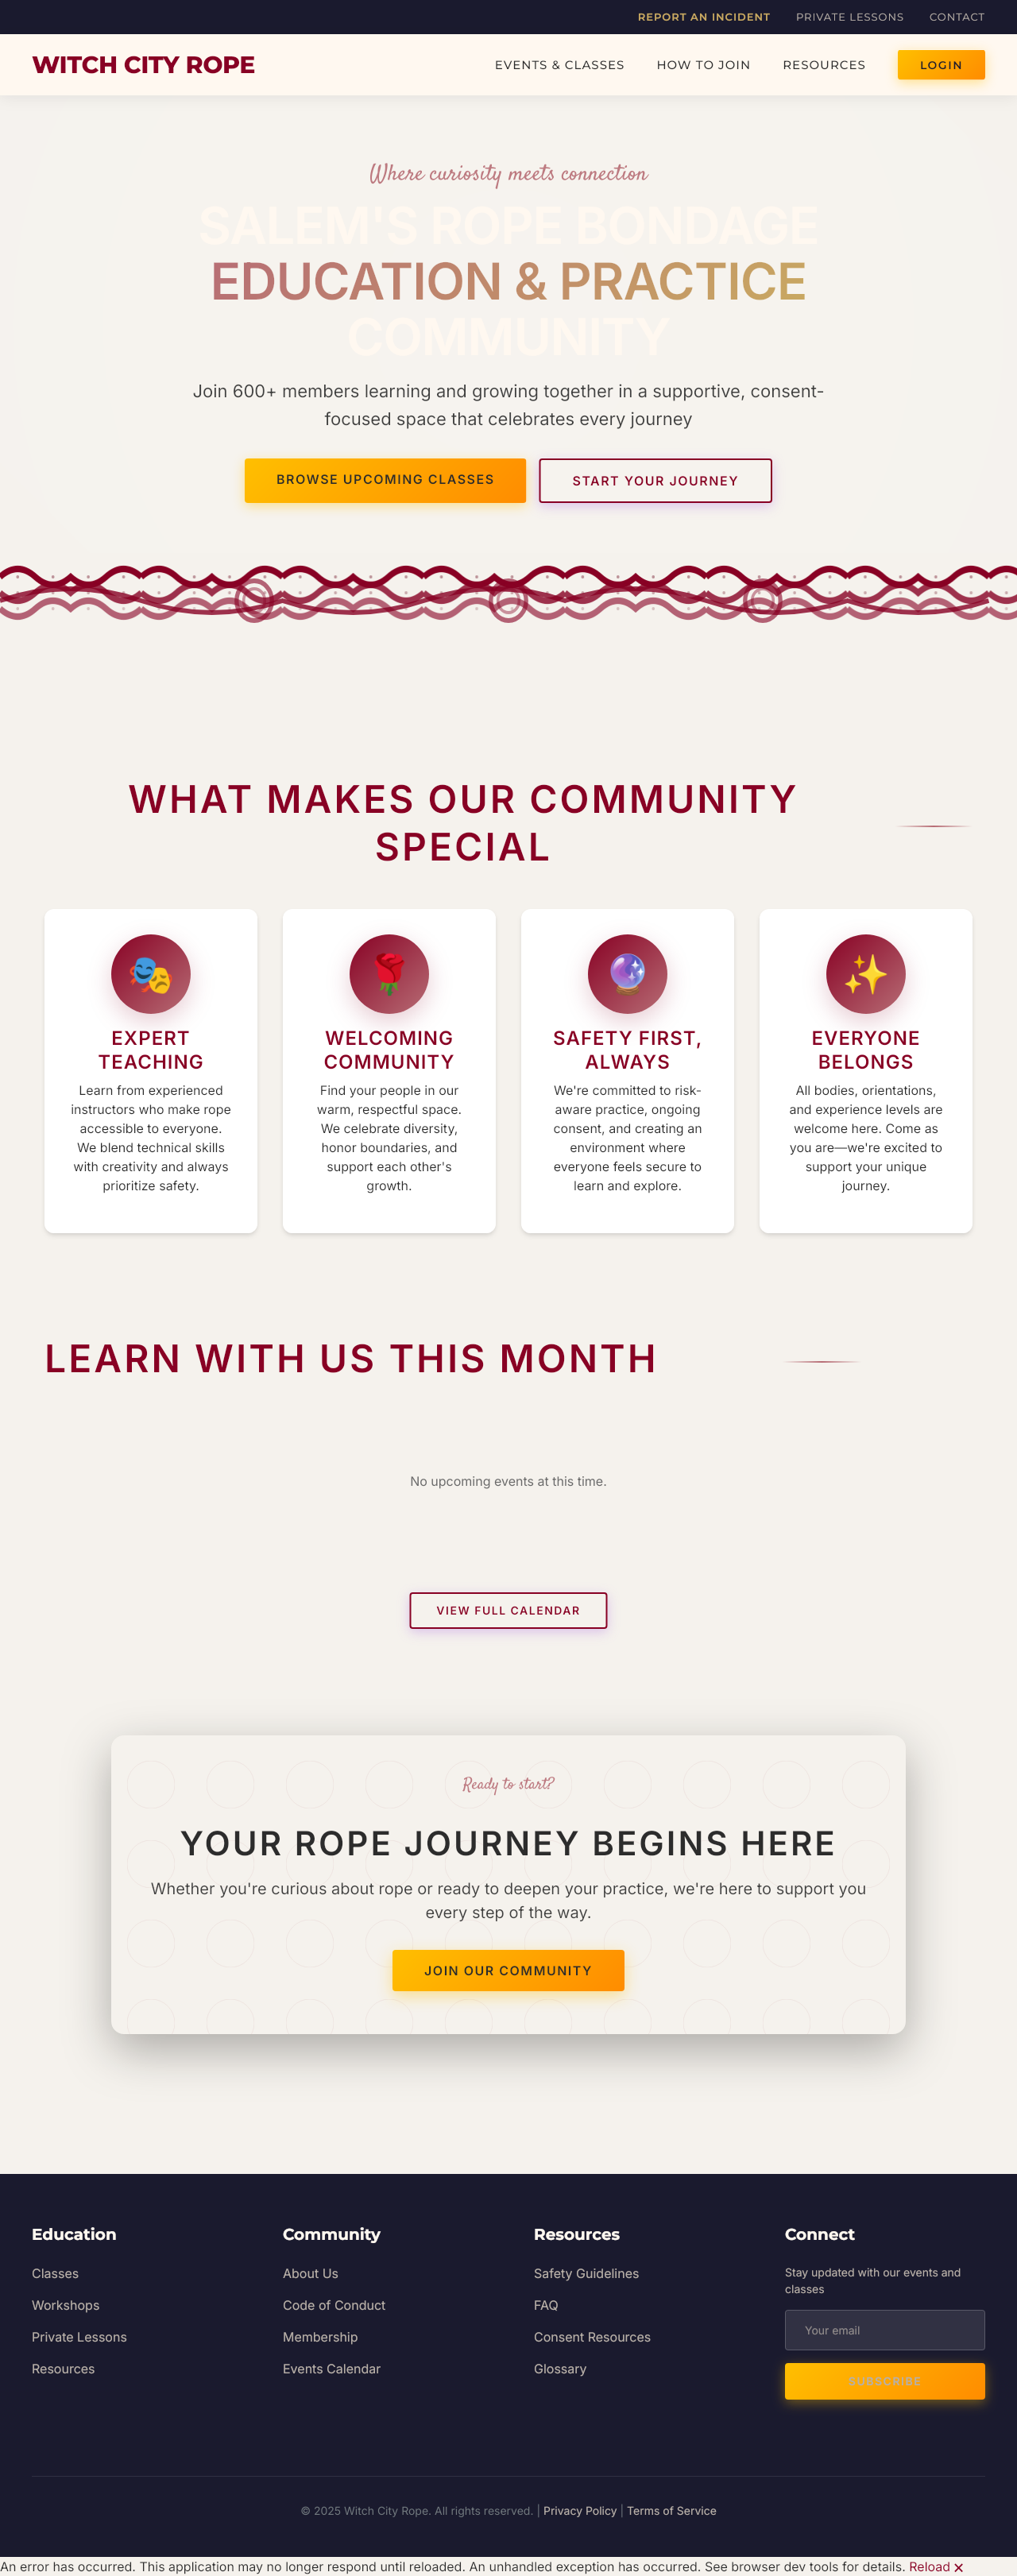 REPORT AN INCIDENT PRIVATE LESSONS CONTACT
WITCH CITY ROPE EVENTS & CLASSES HOW TO JOIN RESOURCES LOGIN
Where curiosity meets connection
SALEM'S ROPE BONDAGE
EDUCATION & PRACTICE
COMMUNITY
Join 600+ members learning and growing together in a supportive, consent-
focused space that celebrates every journey
BROWSE UPCOMING CLASSES START YOUR JOURNEY
WHAT MAKES OUR COMMUNITY
SPECIAL
EXPERT
TEACHING
Learn from experienced
instructors who make rope
accessible to everyone.
We blend technical skills
with creativity and always
prioritize safety.
WELCOMING
COMMUNITY
Find your people in our
warm, respectful space.
We celebrate diversity,
honor boundaries, and
support each other's
growth.
SAFETY FIRST,
ALWAYS
We're committed to risk-
aware practice, ongoing
consent, and creating an
environment where
everyone feels secure to
learn and explore.
EVERYONE
BELONGS
All bodies, orientations,
and experience levels are
welcome here. Come as
you are—we're excited to
support your unique
journey.
LEARN WITH US THIS MONTH
No upcoming events at this time.
VIEW FULL CALENDAR
Ready to start?
YOUR ROPE JOURNEY BEGINS HERE
Whether you're curious about rope or ready to deepen your practice, we're here to support you
every step of the way.
JOIN OUR COMMUNITY
Education
Classes
Workshops
Private Lessons
Resources
Community
About Us
Code of Conduct
Membership
Events Calendar
Resources
Safety Guidelines
FAQ
Consent Resources
Glossary
Connect
Stay updated with our events and
classes
Your email
SUBSCRIBE
© 2025 Witch City Rope. All rights reserved. | Privacy Policy | Terms of Service
An error has occurred. This application may no longer respond until reloaded. An unhandled exception has occurred. See browser dev tools for details. Reload ✕